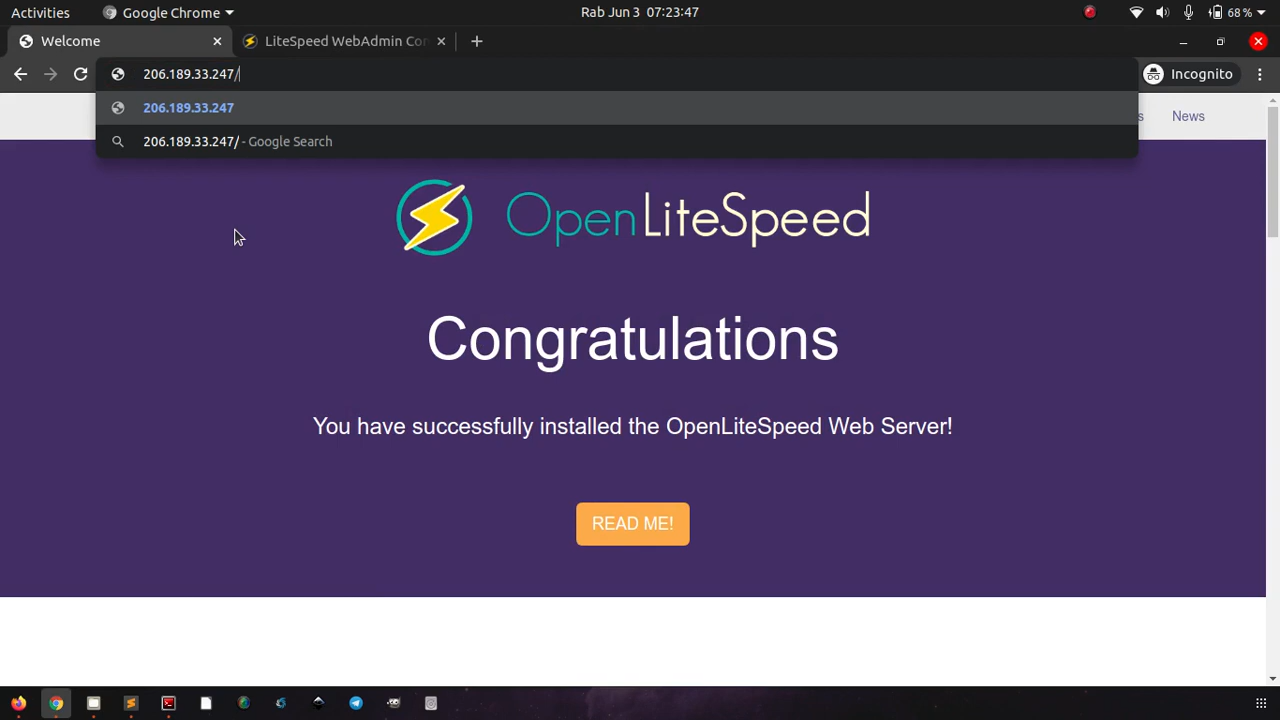 Activities
Google Chrome
Rab Jun 3 07:23:47
68 %
Welcome
LiteSpeed WebAdmin Con
206.189.33.247/
Incognito
206.189.33.247
206.189.33.247/ - Google Search
s
News
OpenLiteSpeed
Congratulations
You have successfully installed the OpenLiteSpeed Web Server!
READ ME!